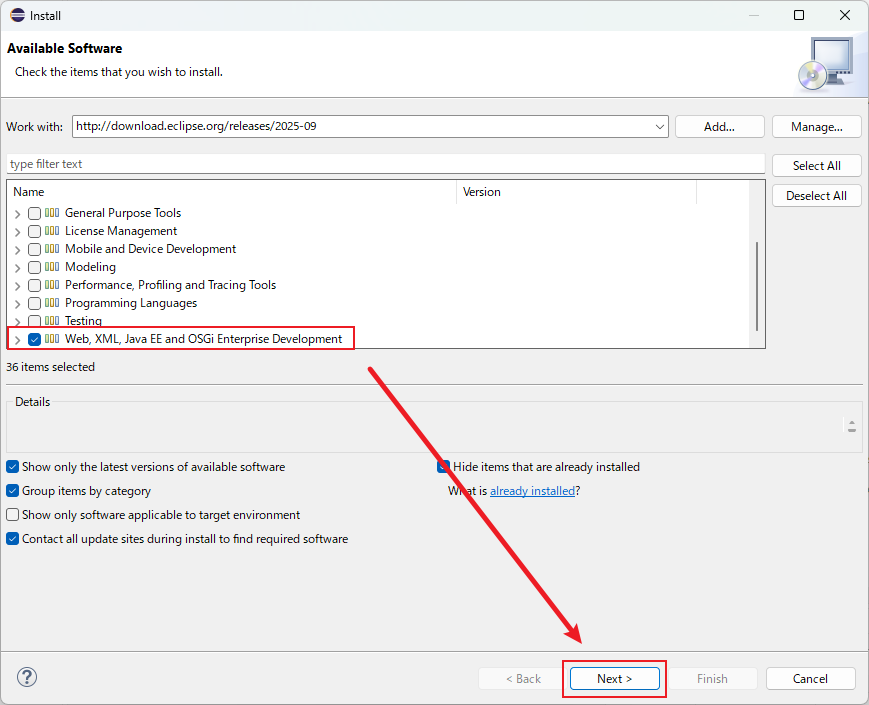 Install
Available Software
Check the items that you wish to install.
Work with: http://download.eclipse.org/releases/2025-09 Add... Manage...
type filter text Select All
Name Version Deselect All
General Purpose Tools
License Management
Mobile and Device Development
Modeling
Performance, Profiling and Tracing Tools
Programming Languages
Testing
Web, XML, Java EE and OSGi Enterprise Development
36 items selected
Details
Show only the latest versions of available software Hide items that are already installed
Group items by category What is already installed?
Show only software applicable to target environment
Contact all update sites during install to find required software
? < Back Next > Finish Cancel